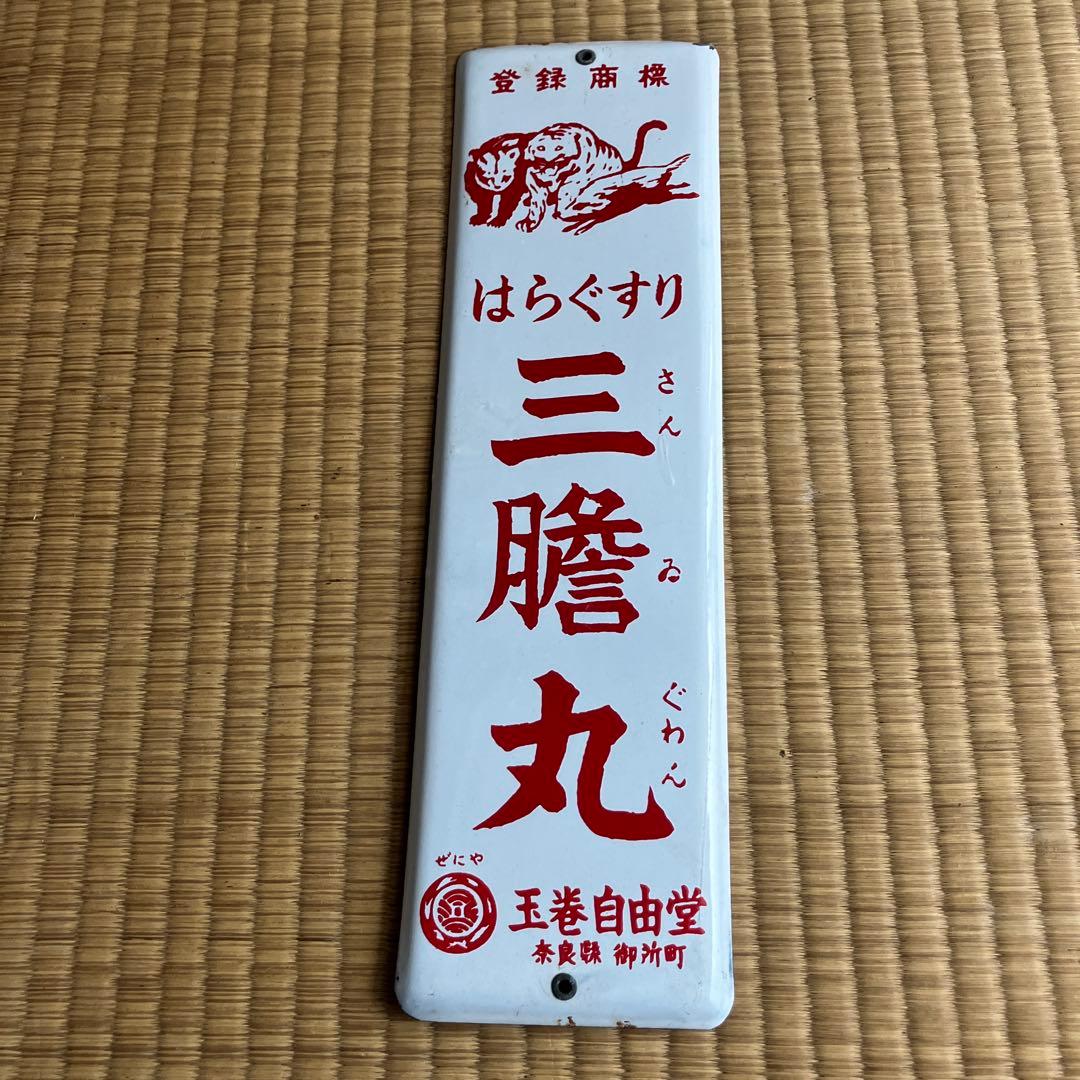 登録商標
はらぐすり
三膽丸
さんゐぐわん
ぜにや
玉巻自由堂
奈良縣 御所町